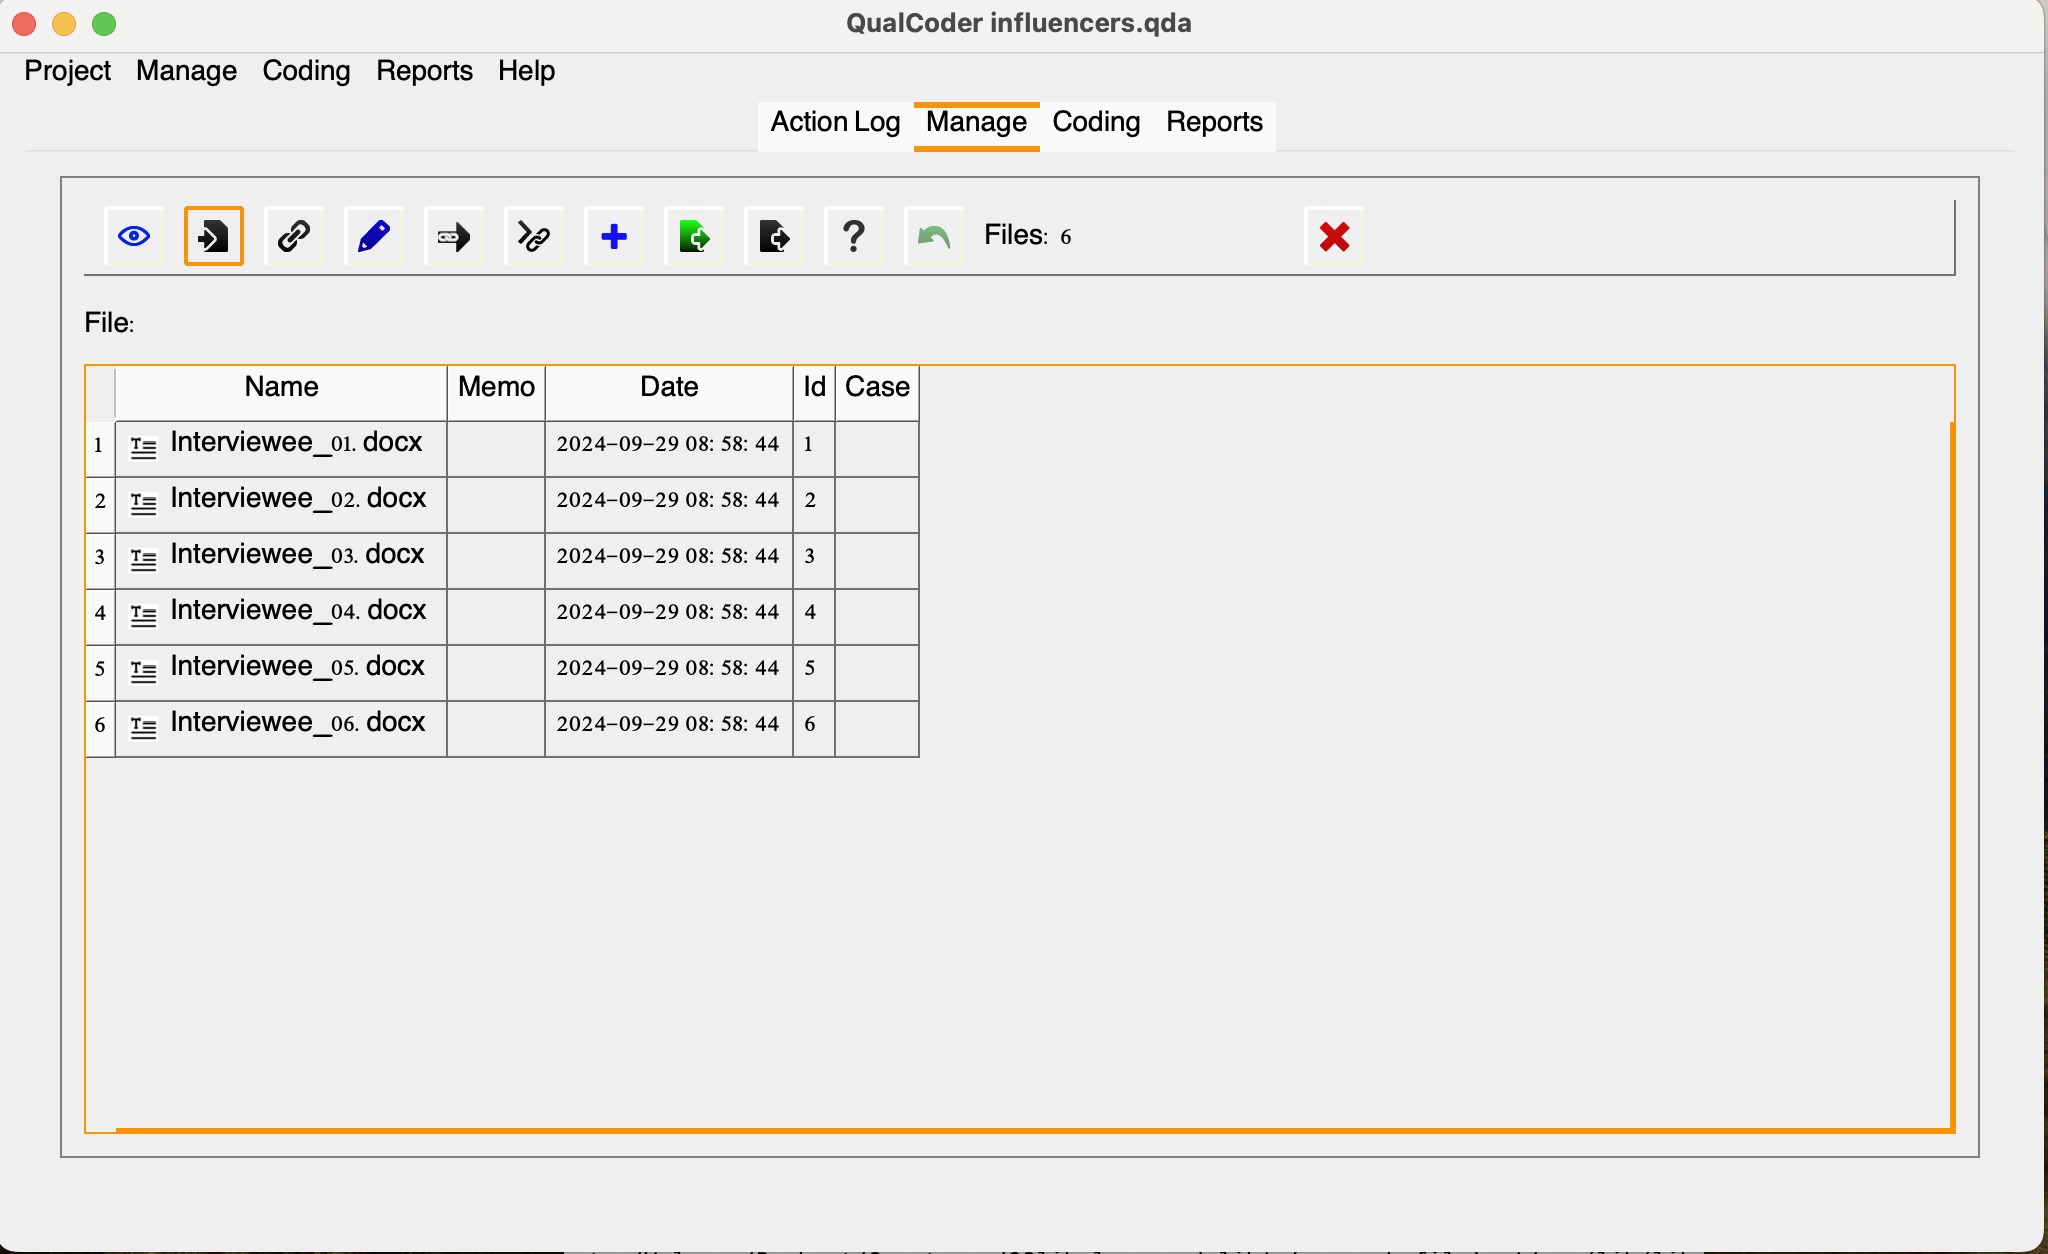 QualCoder influencers.qda
Project Manage Coding Reports Help
Action Log Manage Coding Reports
Files: 6
File:
Name Memo Date Id Case
1 Interviewee_01. docx 2024-09-29 08: 58: 44 1
2 Interviewee_02. docx 2024-09-29 08: 58: 44 2
3 Interviewee_03. docx 2024-09-29 08: 58: 44 3
4 Interviewee_04. docx 2024-09-29 08: 58: 44 4
5 Interviewee_05. docx 2024-09-29 08: 58: 44 5
6 Interviewee_06. docx 2024-09-29 08: 58: 44 6